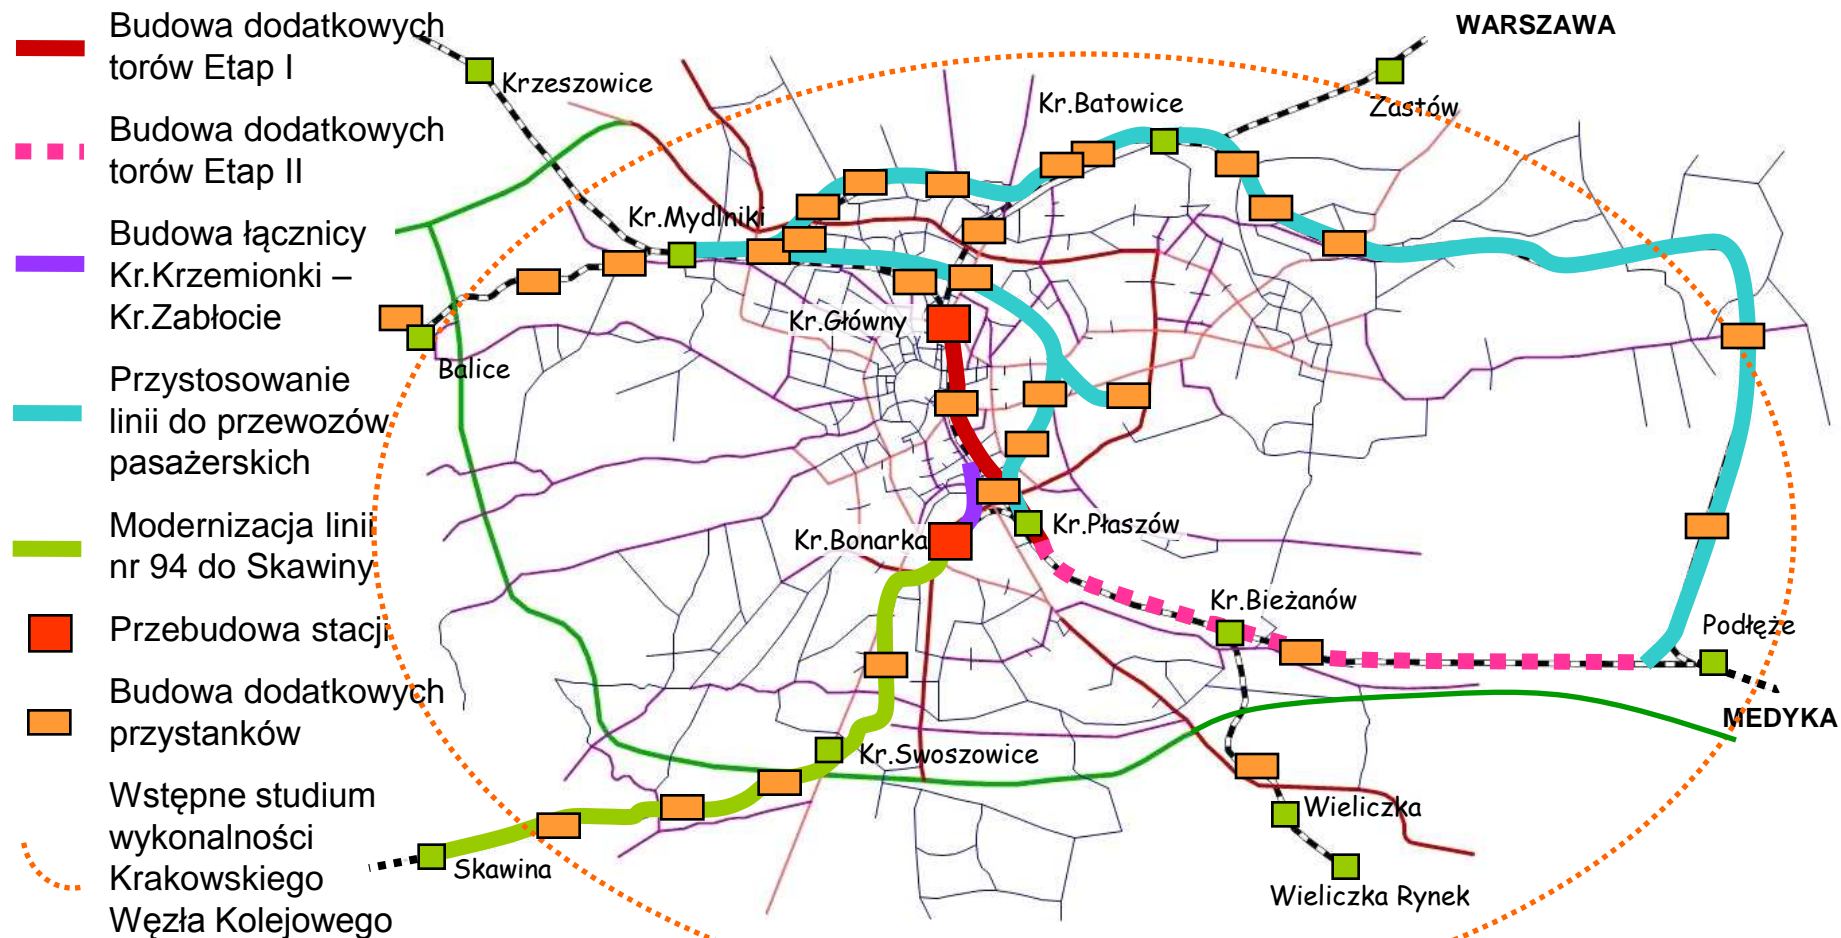 Budowa dodatkowych
torów Etap I
Budowa dodatkowych
torów Etap II
Budowa łącznicy
Kr.Krzemionki –
Kr.Zabłocie
Przystosowanie
linii do przewozów
pasażerskich
Modernizacja linii
nr 94 do Skawiny
Przebudowa stacji
Budowa dodatkowych
przystanków
Wstępne studium
wykonalności
Krakowskiego
Węzła Kolejowego
WARSZAWA
Krzeszowice
Kr.Batowice
Zastów
Kr.Mydlniki
Kr.Główny
Balice
Kr.Płaszów
Kr.Bonarka
Kr.Bieżanów
Podłęże
MEDYKA
Kr.Swoszowice
Wieliczka
Skawina
Wieliczka Rynek